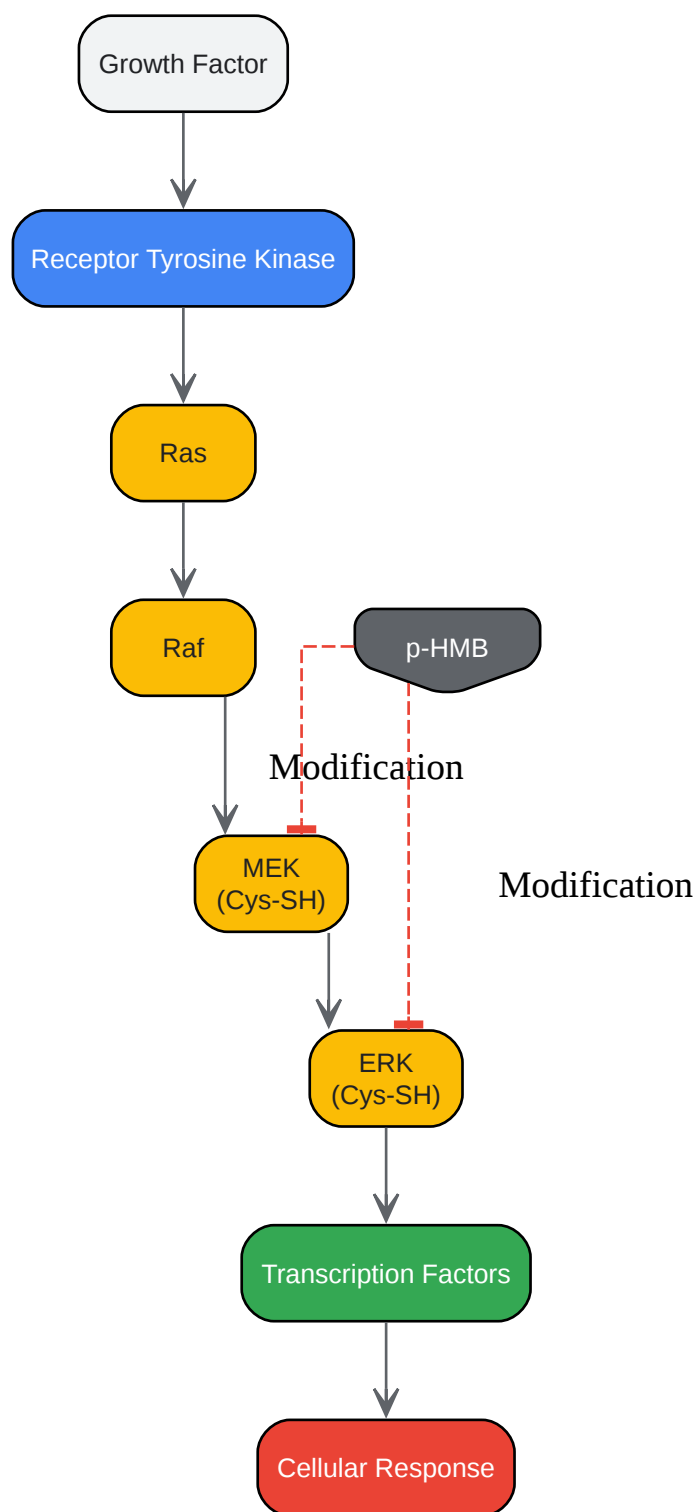 Growth Factor
Receptor Tyrosine Kinase
Ras
Raf
p-HMB
Modification
MEK
(Cys-SH)
Modification
ERK
(Cys-SH)
Transcription Factors
Cellular Response